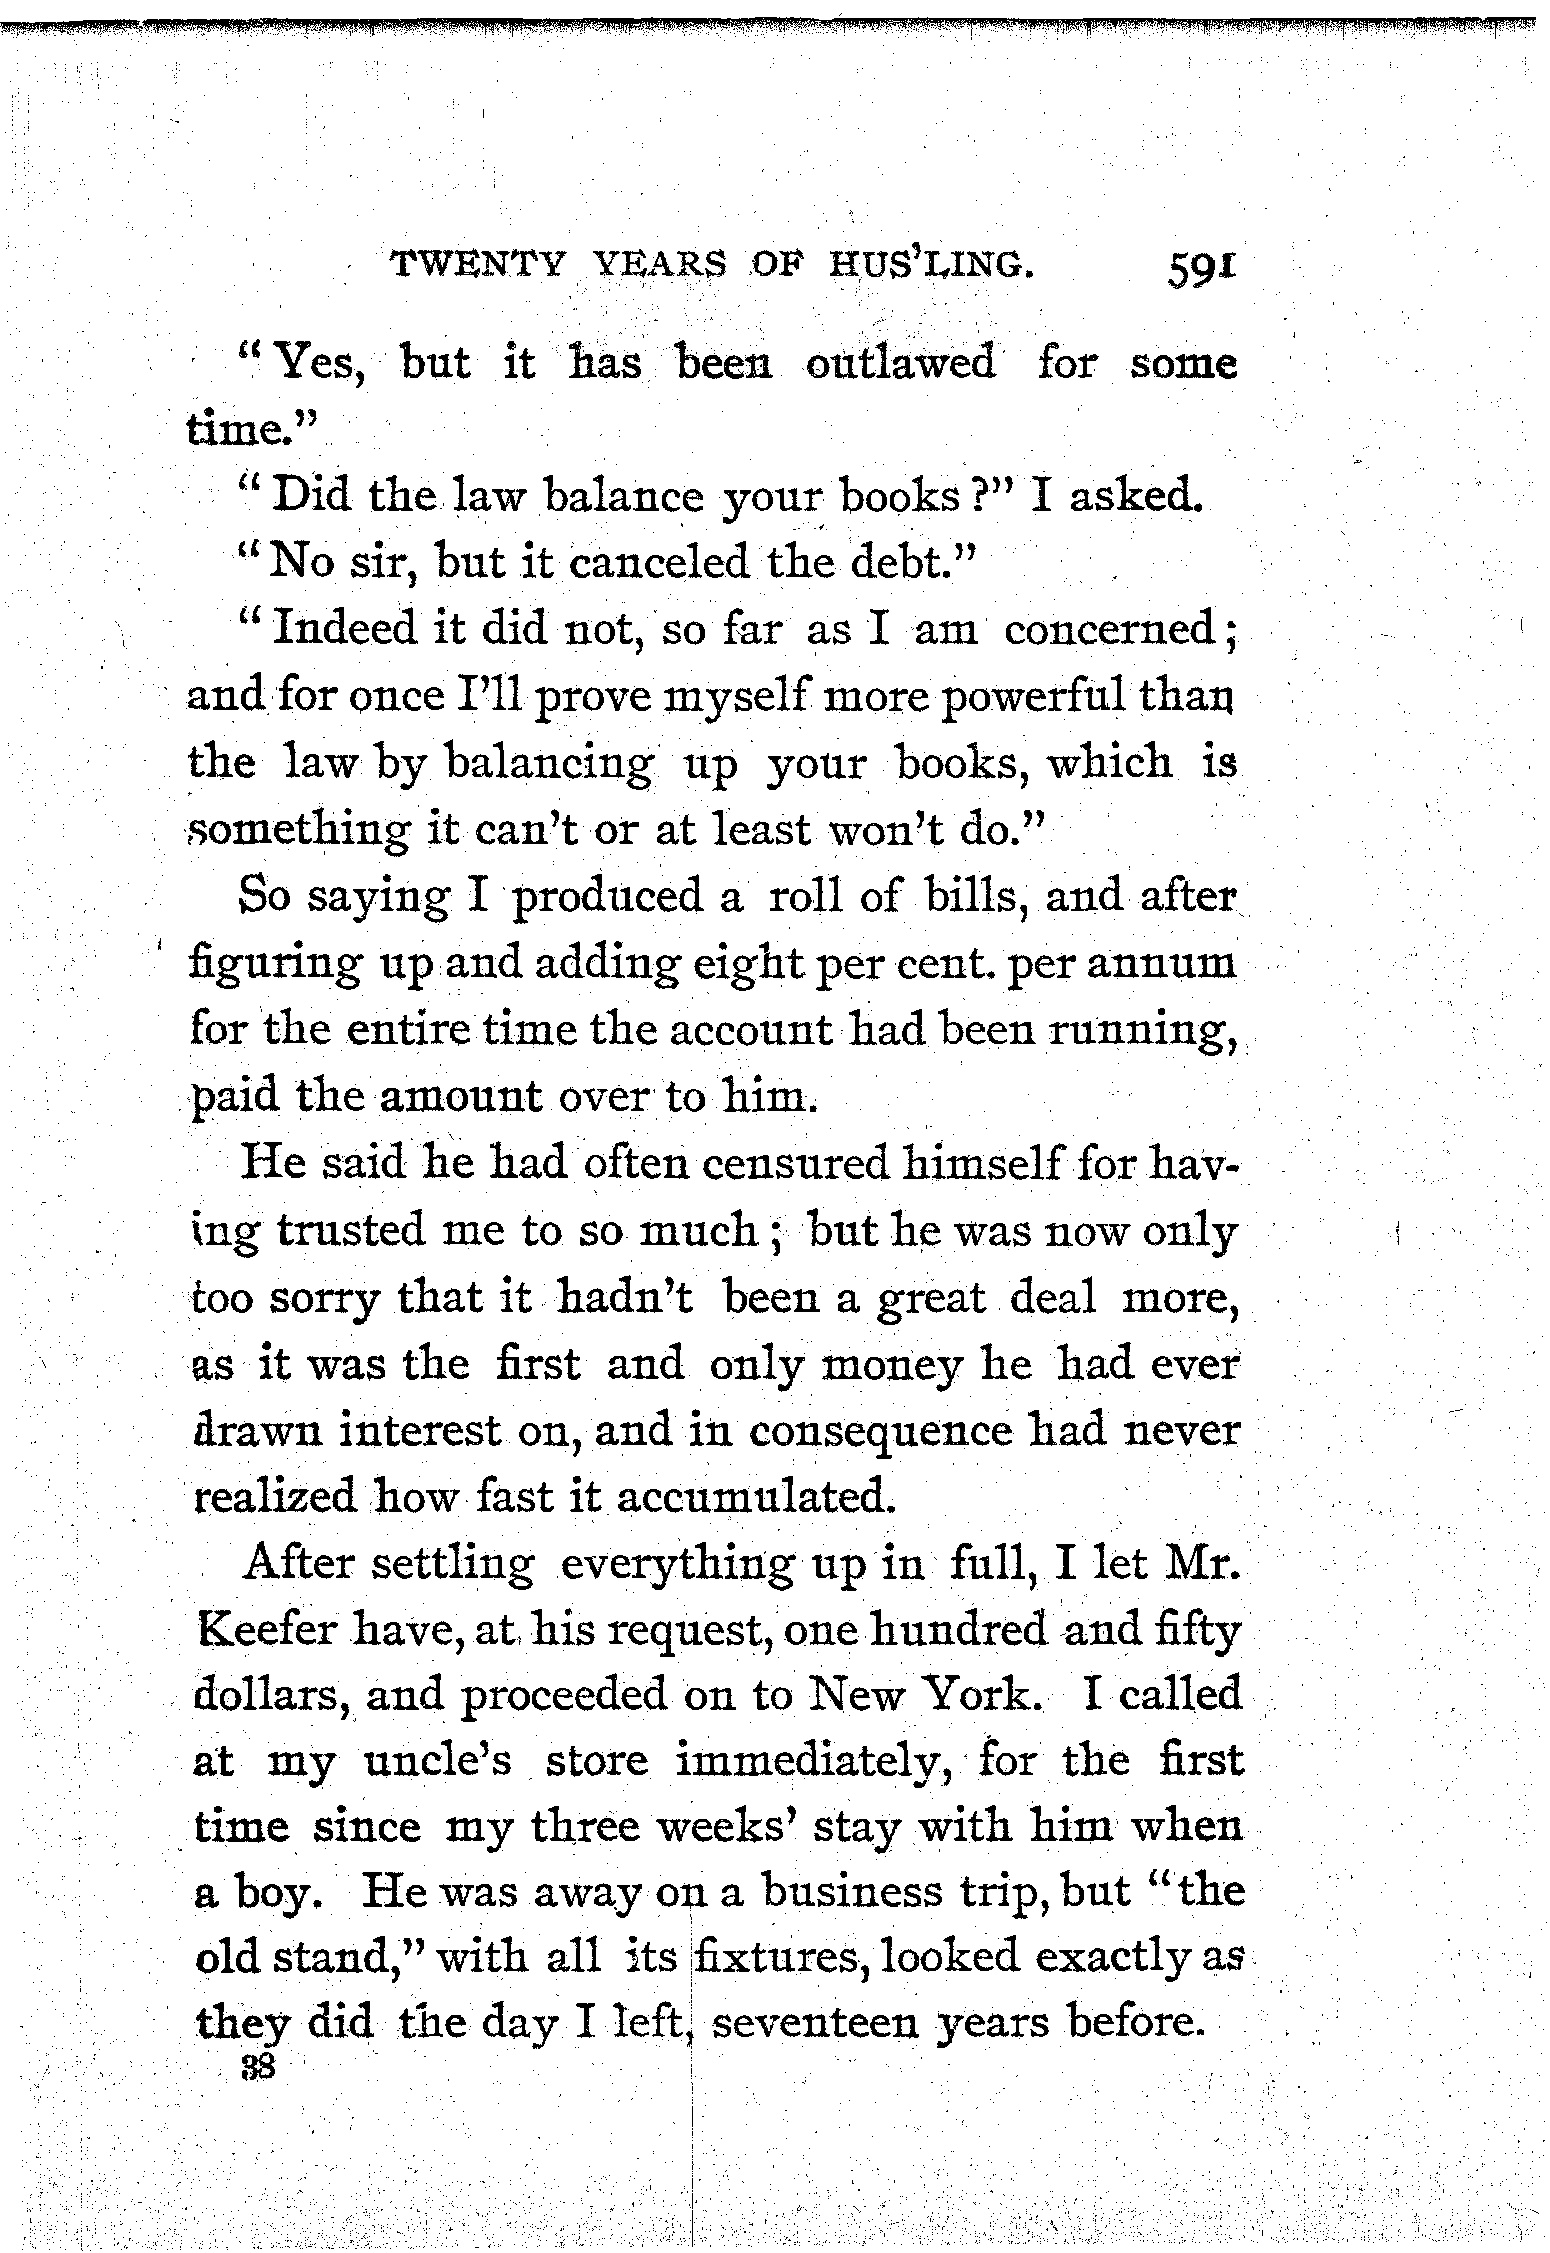 TWENTY YEARS OF HUS'LING. 591
"Yes, but it has been outlawed for some
time."
"Did the law balance your books?" I asked.
"No sir, but it canceled the debt."
"Indeed it did not, so far as I am concerned;
and for once I'll prove myself more powerful than
the law by balancing up your books, which is
something it can't or at least won't do."
So saying I produced a roll of bills, and after
figuring up and adding eight per cent. per annum
for the entire time the account had been running,
paid the amount over to him.
He said he had often censured himself for hav-
ing trusted me to so much; but he was now only
too sorry that it hadn't been a great deal more,
as it was the first and only money he had ever
drawn interest on, and in consequence had never
realized how fast it accumulated.
After settling everything up in full, I let Mr.
Keefer have, at his request, one hundred and fifty
dollars, and proceeded on to New York. I called
at my uncle's store immediately, for the first
time since my three weeks' stay with him when
a boy. He was away on a business trip, but "the
old stand," with all its fixtures, looked exactly as
they did the day I left, seventeen years before.
38